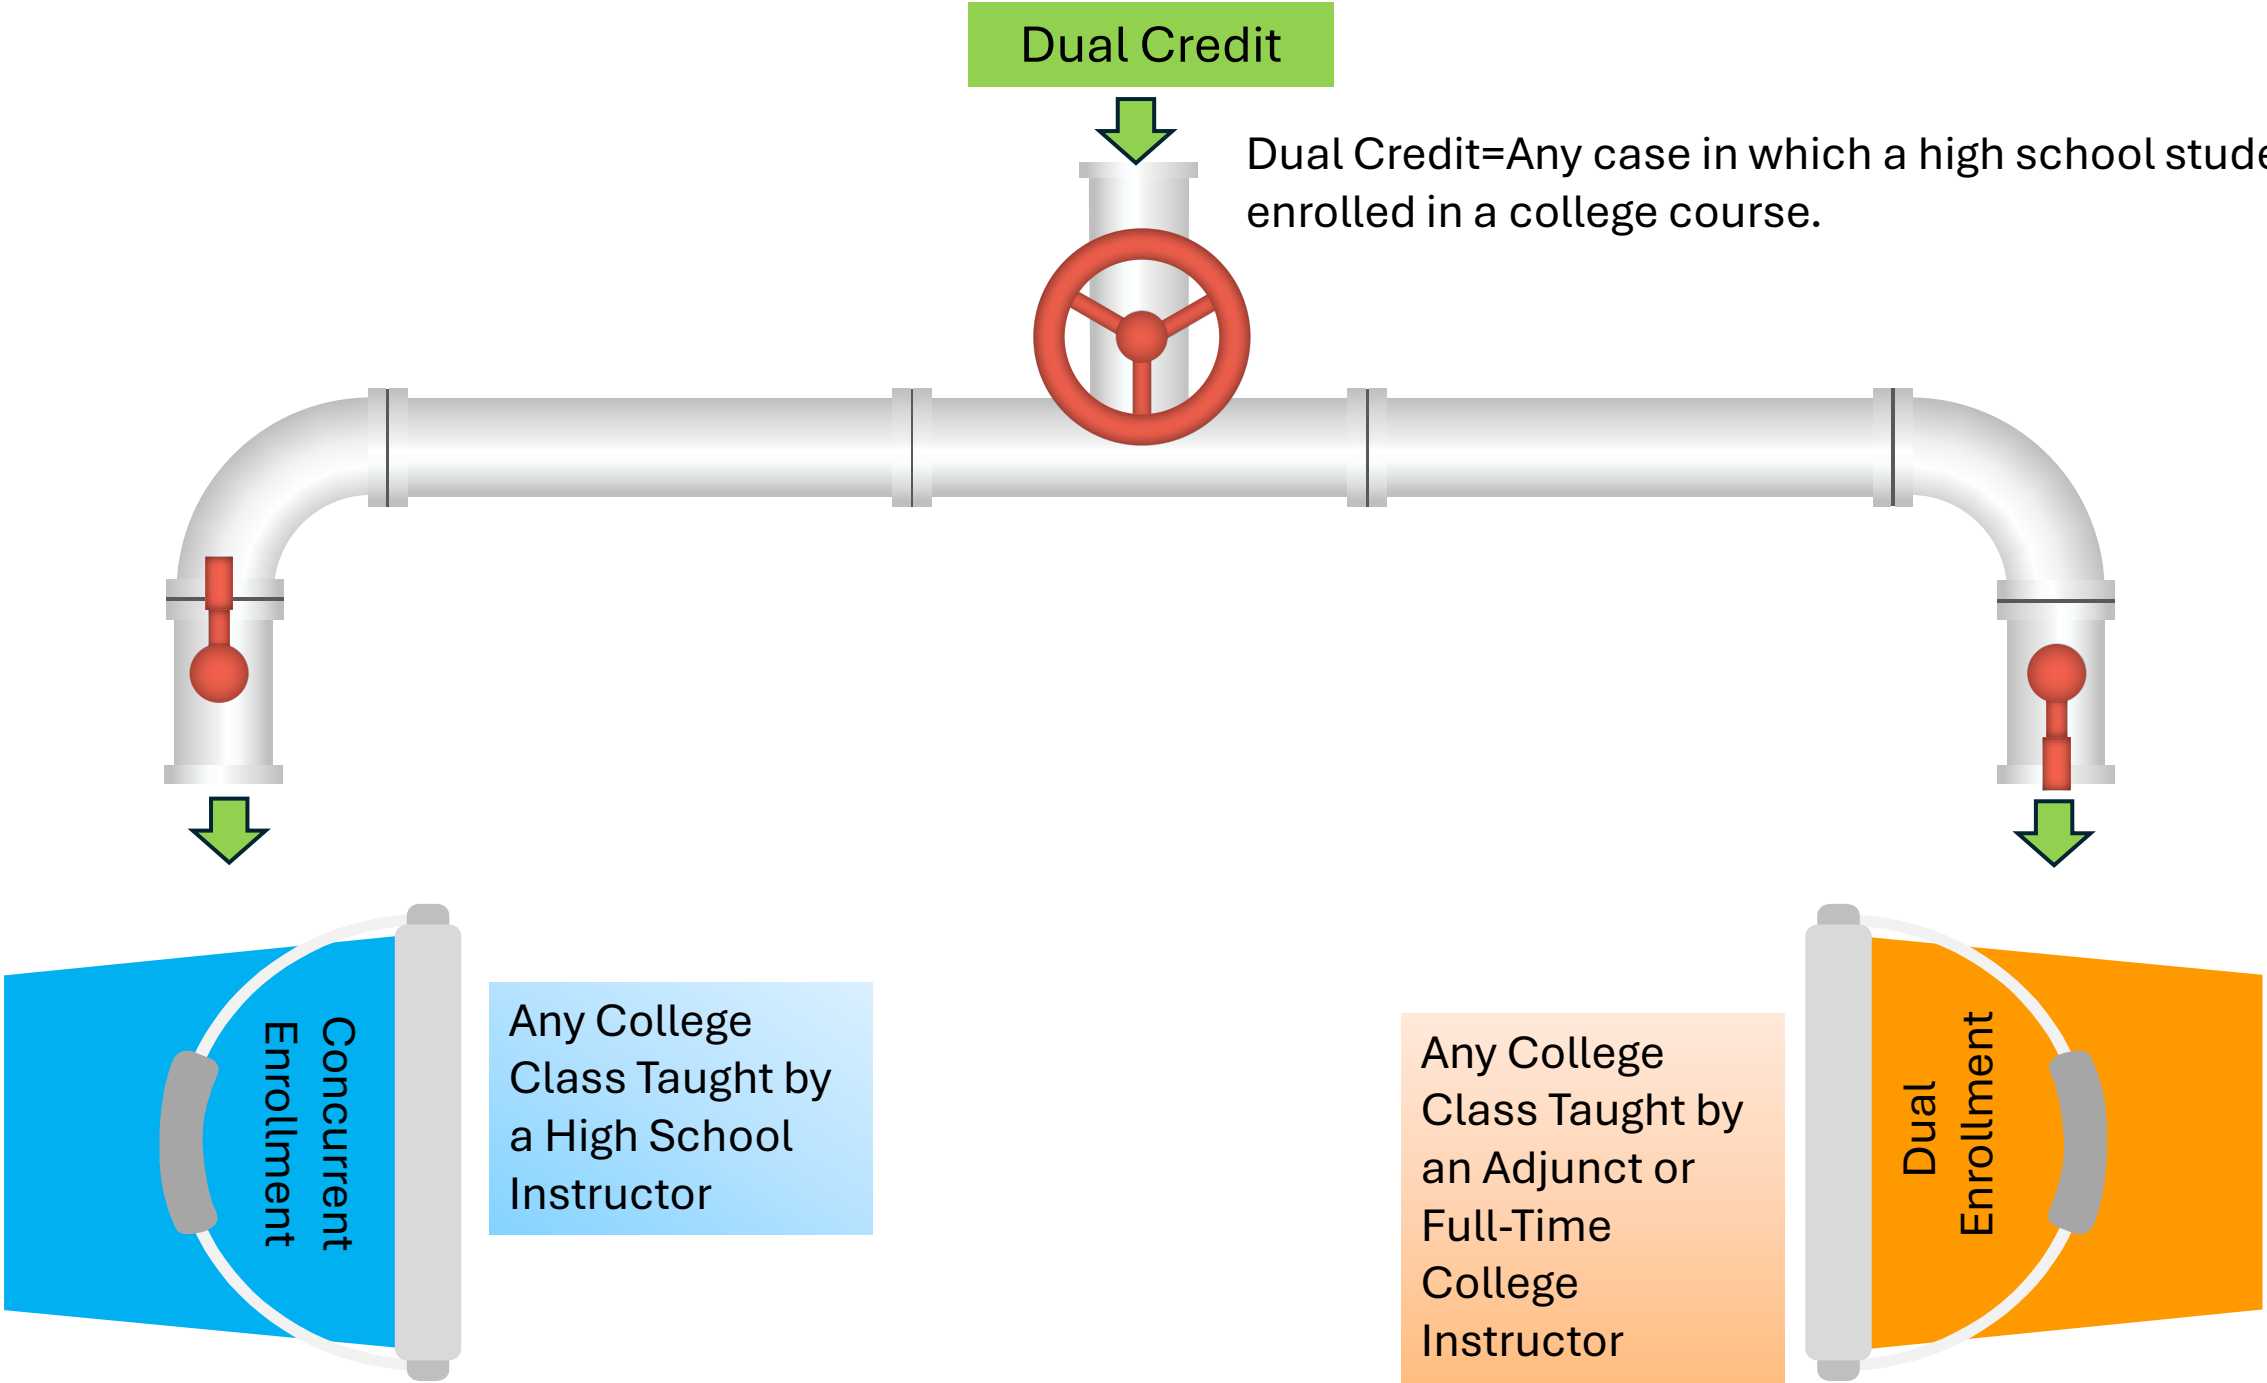 Dual Credit
Dual Credit=Any case in which a high school
enrolled in a college course.
Concurrent
Enrollment
Any College
Class Taught by
a High School
Instructor
Any College
Class Taught by
an Adjunct or
Full-Time
College
Instructor
Dual
Enrollment